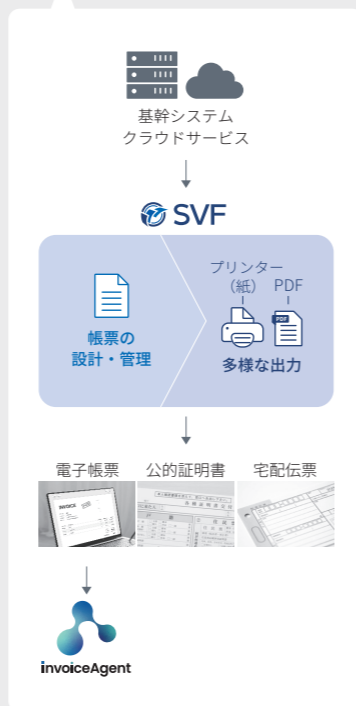 基幹システム
クラウドサービス
SVF
帳票の
設計・管理
プリンター
（紙） PDF
PDF
多様な出力
電子帳票 公的証明書 宅配伝票
INVOICE
invoiceAgent